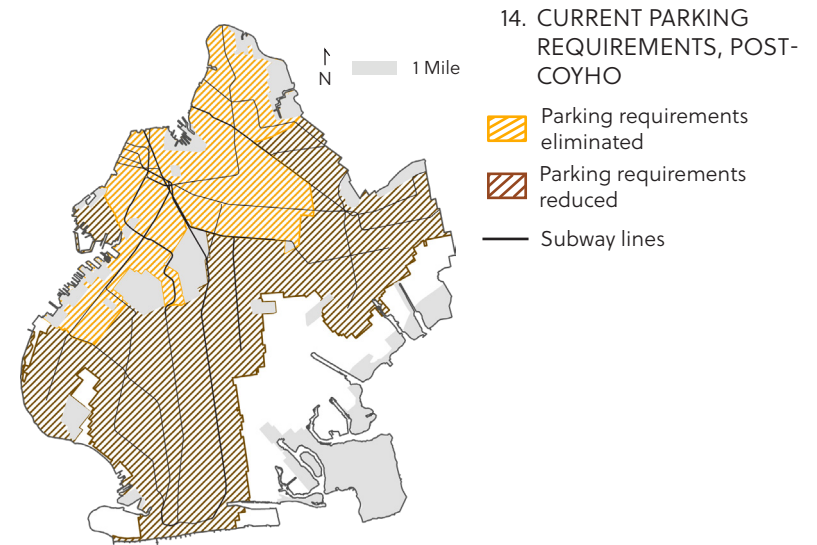 14. CURRENT PARKING
REQUIREMENTS, POST-
COYHO
N
1 Mile
Parking requirements
eliminated
Parking requirements
reduced
Subway lines